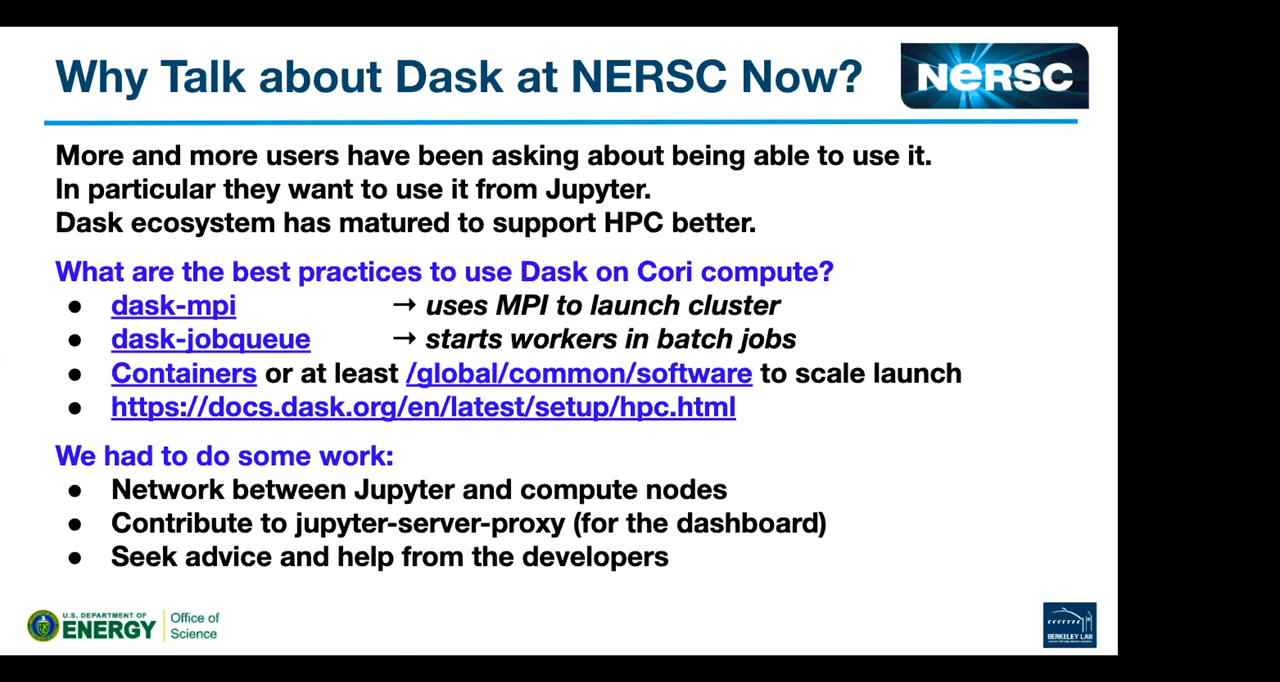 Why Talk about Dask at NERSC Now?
NERSC
More and more users have been asking about being able to use it.
In particular they want to use it from Jupyter.
Dask ecosystem has matured to support HPC better.
What are the best practices to use Dask on Cori compute?
● dask-mpi → uses MPI to launch cluster
● dask-jobqueue → starts workers in batch jobs
● Containers or at least /global/common/software to scale launch
● https://docs.dask.org/en/latest/setup/hpc.html
We had to do some work:
● Network between Jupyter and compute nodes
● Contribute to jupyter-server-proxy (for the dashboard)
● Seek advice and help from the developers
U.S. DEPARTMENT OF
ENERGY
Office of
Science
BERKELEY LAB